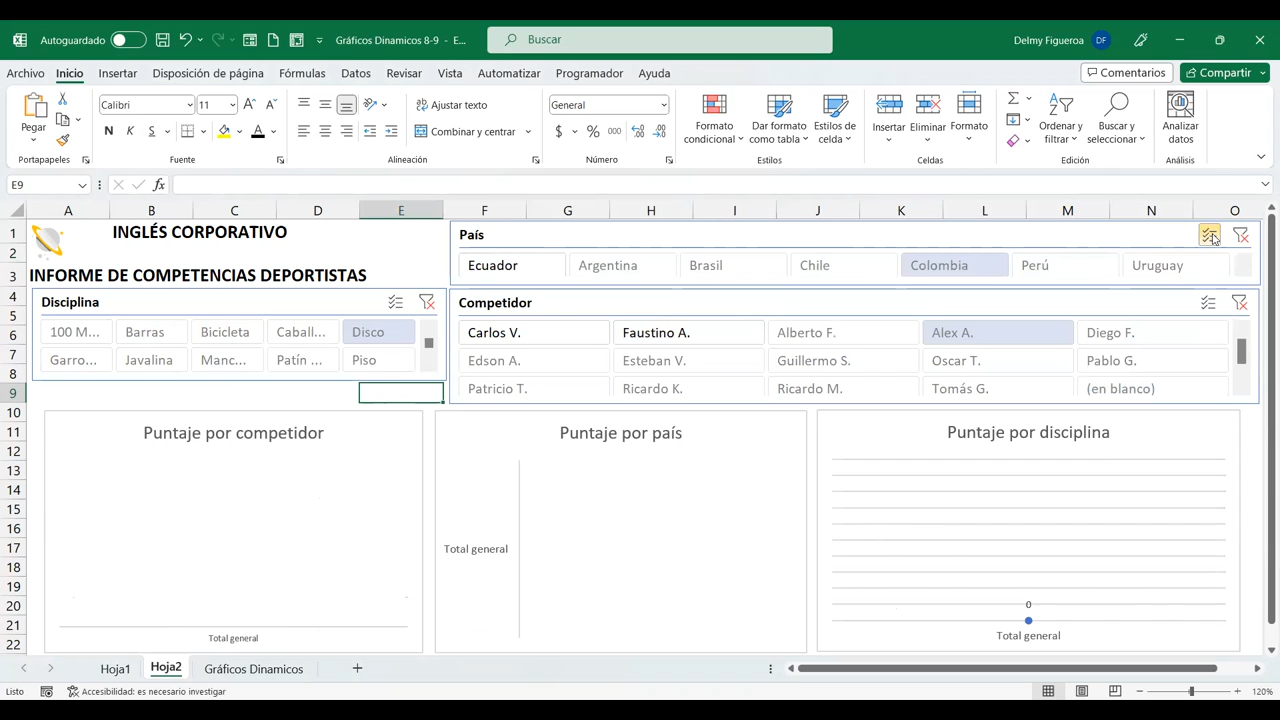 Autoguardado
Gráficos Dinamicos 8-9 - E...
Buscar
Delmy Figueroa
DF
Archivo Inicio Insertar Disposición de página Fórmulas Datos Revisar Vista Automatizar Programador Ayuda
Comentarios
Compartir
Pegar
Calibri
11
N K S
Ajustar texto
Combinar y centrar
General
$ % 000
Formato condicional
Dar formato como tabla
Estilos de celda
Insertar
Eliminar
Formato
Ordenar y filtrar
Buscar y seleccionar
Analizar datos
Portapapeles
Fuente
Alineación
Número
Estilos
Celdas
Edición
Análisis
E9
fx
A B C D E F G H I J K L M N O
1
2
3
4
5
6
7
8
9
10
11
12
13
14
15
16
17
18
19
20
21
22
INGLÉS CORPORATIVO
INFORME DE COMPETENCIAS DEPORTISTAS
País
Ecuador Argentina Brasil Chile Colombia Perú Uruguay
Disciplina
100 M... Barras Bicicleta Caball... Disco
Garro... Javalina Manc... Patín ... Piso
Competidor
Carlos V. Faustino A. Alberto F. Alex A. Diego F.
Edson A. Esteban V. Guillermo S. Oscar T. Pablo G.
Patricio T. Ricardo K. Ricardo M. Tomás G. (en blanco)
Puntaje por competidor
Total general
Puntaje por país
Total general
Puntaje por disciplina
0
Total general
Hoja1 Hoja2 Gráficos Dinamicos
Listo
Accesibilidad: es necesario investigar
120%